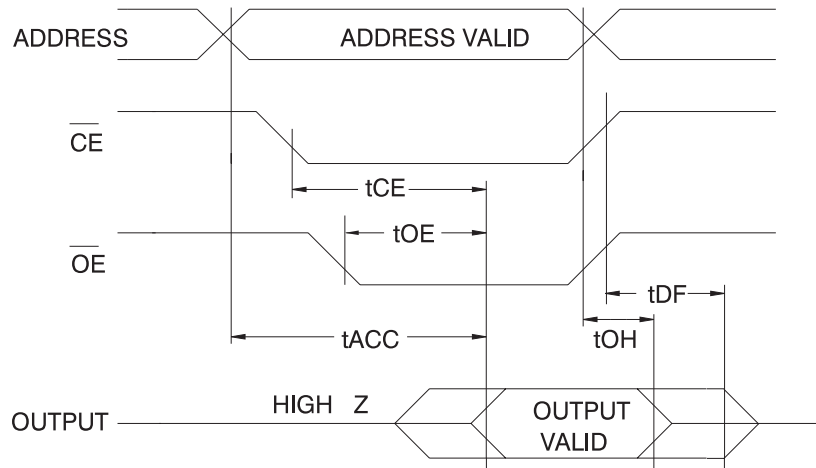 ADDRESS
ADDRESS VALID
CE
tCE
tOE
OE
tDF
tACC
tOH
HIGH Z
OUTPUT
OUTPUT
VALID